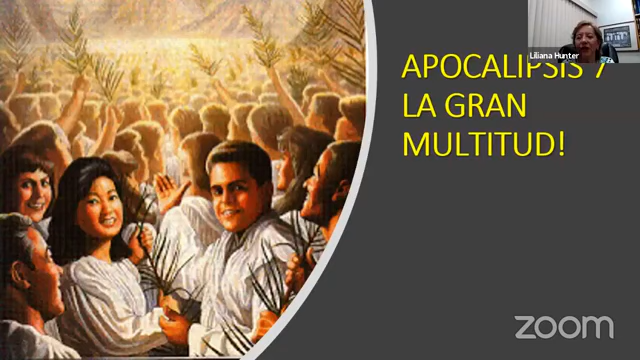 Liliana Hunter
APOCALIPSIS 7
LA GRAN
MULTITUD!
zoom